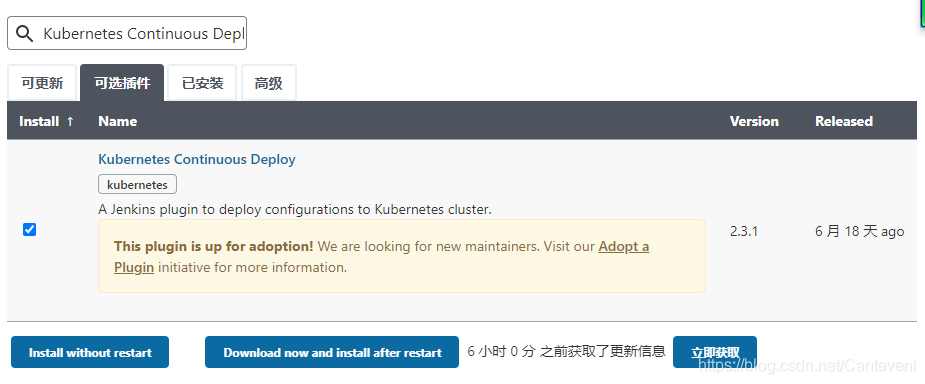 Kubernetes Continuous Depl
可更新 可选插件 已安装 高级
Install ↑ Name Version Released
Kubernetes Continuous Deploy
kubernetes
A Jenkins plugin to deploy configurations to Kubernetes cluster.
This plugin is up for adoption! We are looking for new maintainers. Visit our Adopt a
Plugin initiative for more information.
2.3.1 6 月 18 天 ago
Install without restart Download now and install after restart 6 小时 0 分 之前获取了更新信息 立即获取
https://blog.csdn.net/Cantevenl